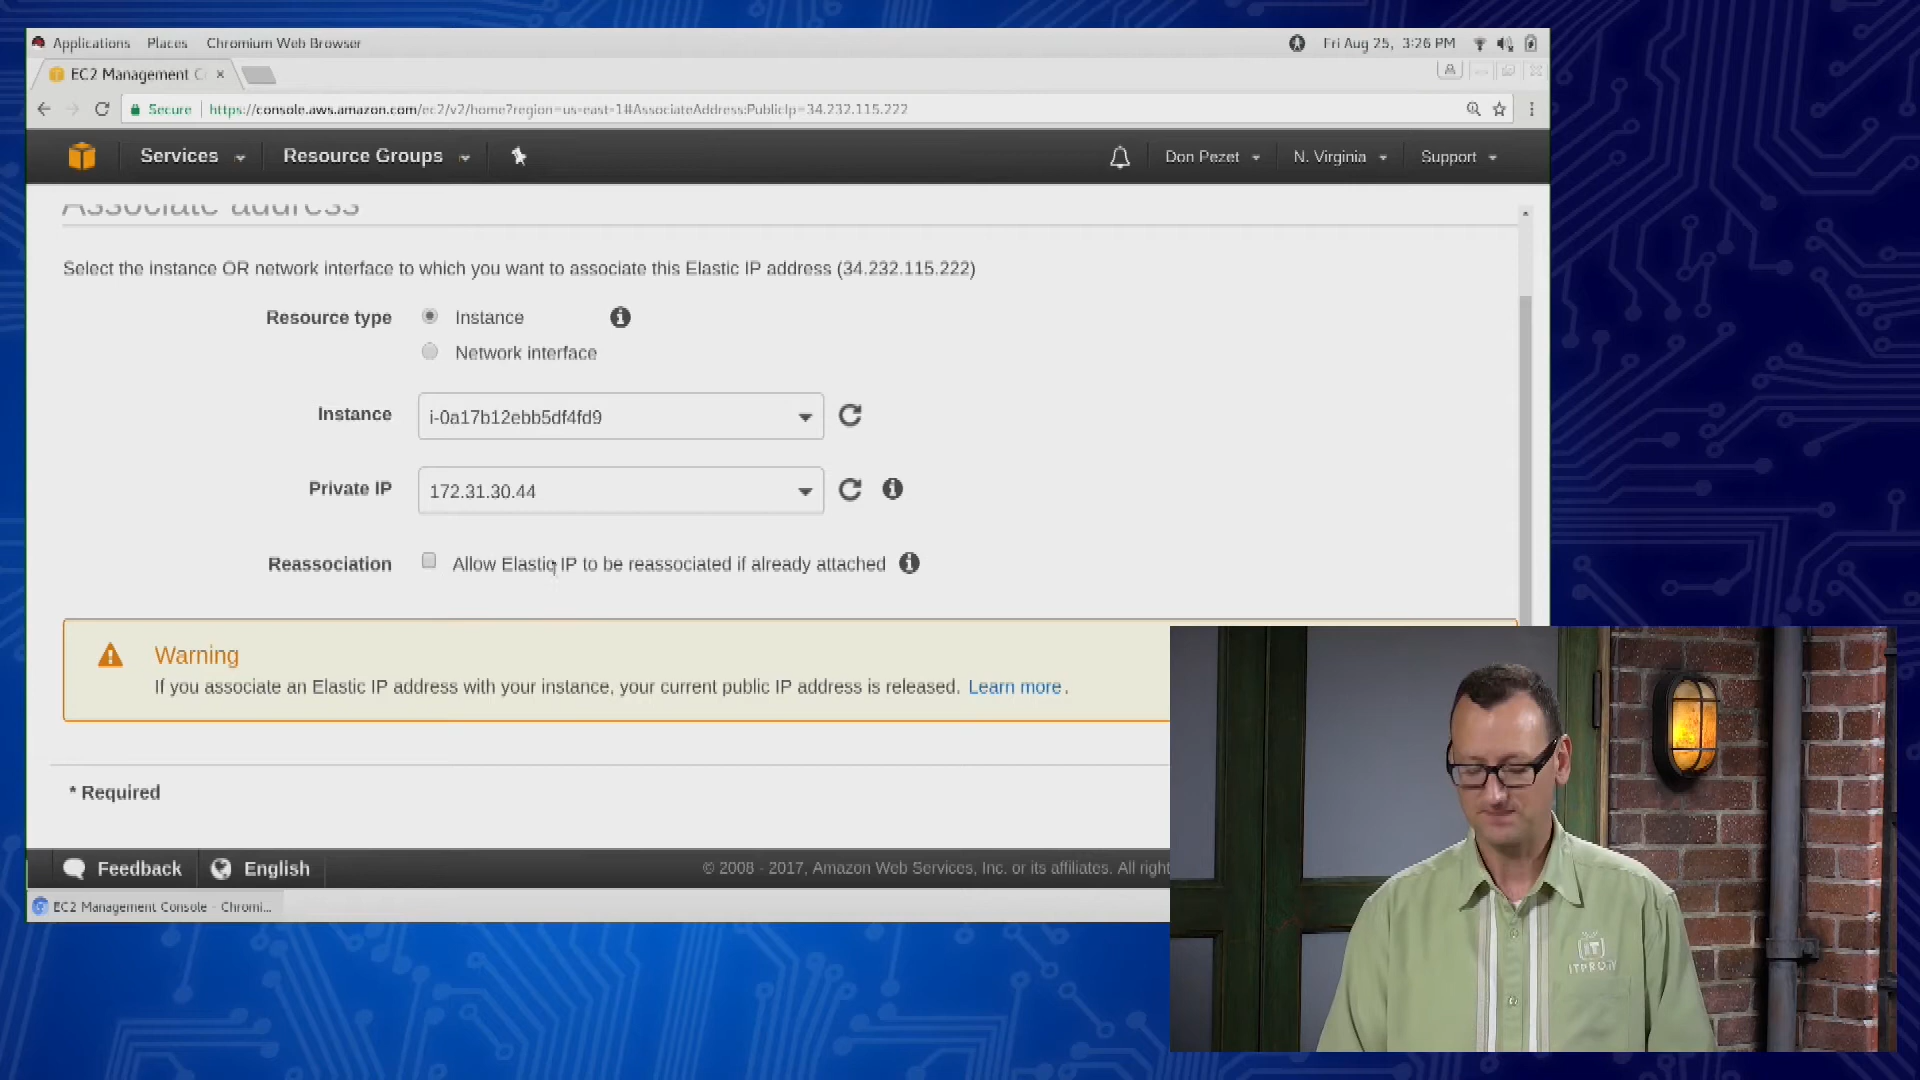 Applications Places Chromium Web Browser Fri Aug 25, 3:26 PM
EC2 Management C
Secure https://console.aws.amazon.com/ec2/v2/home?region=us-east-1#AssociateAddress:PublicIp=34.232.115.222
Services Resource Groups Don Pezet N. Virginia Support
Associate address
Select the instance OR network interface to which you want to associate this Elastic IP address (34.232.115.222)
Resource type Instance
Network interface
Instance i-0a17b12ebb5df4fd9
Private IP 172.31.30.44
Reassociation Allow Elastic IP to be reassociated if already attached
Warning
If you associate an Elastic IP address with your instance, your current public IP address is released. Learn more.
* Required
Feedback English © 2008 - 2017, Amazon Web Services, Inc. or its affiliates. All right
EC2 Management Console - Chromi...
IT
ITPRO.TV